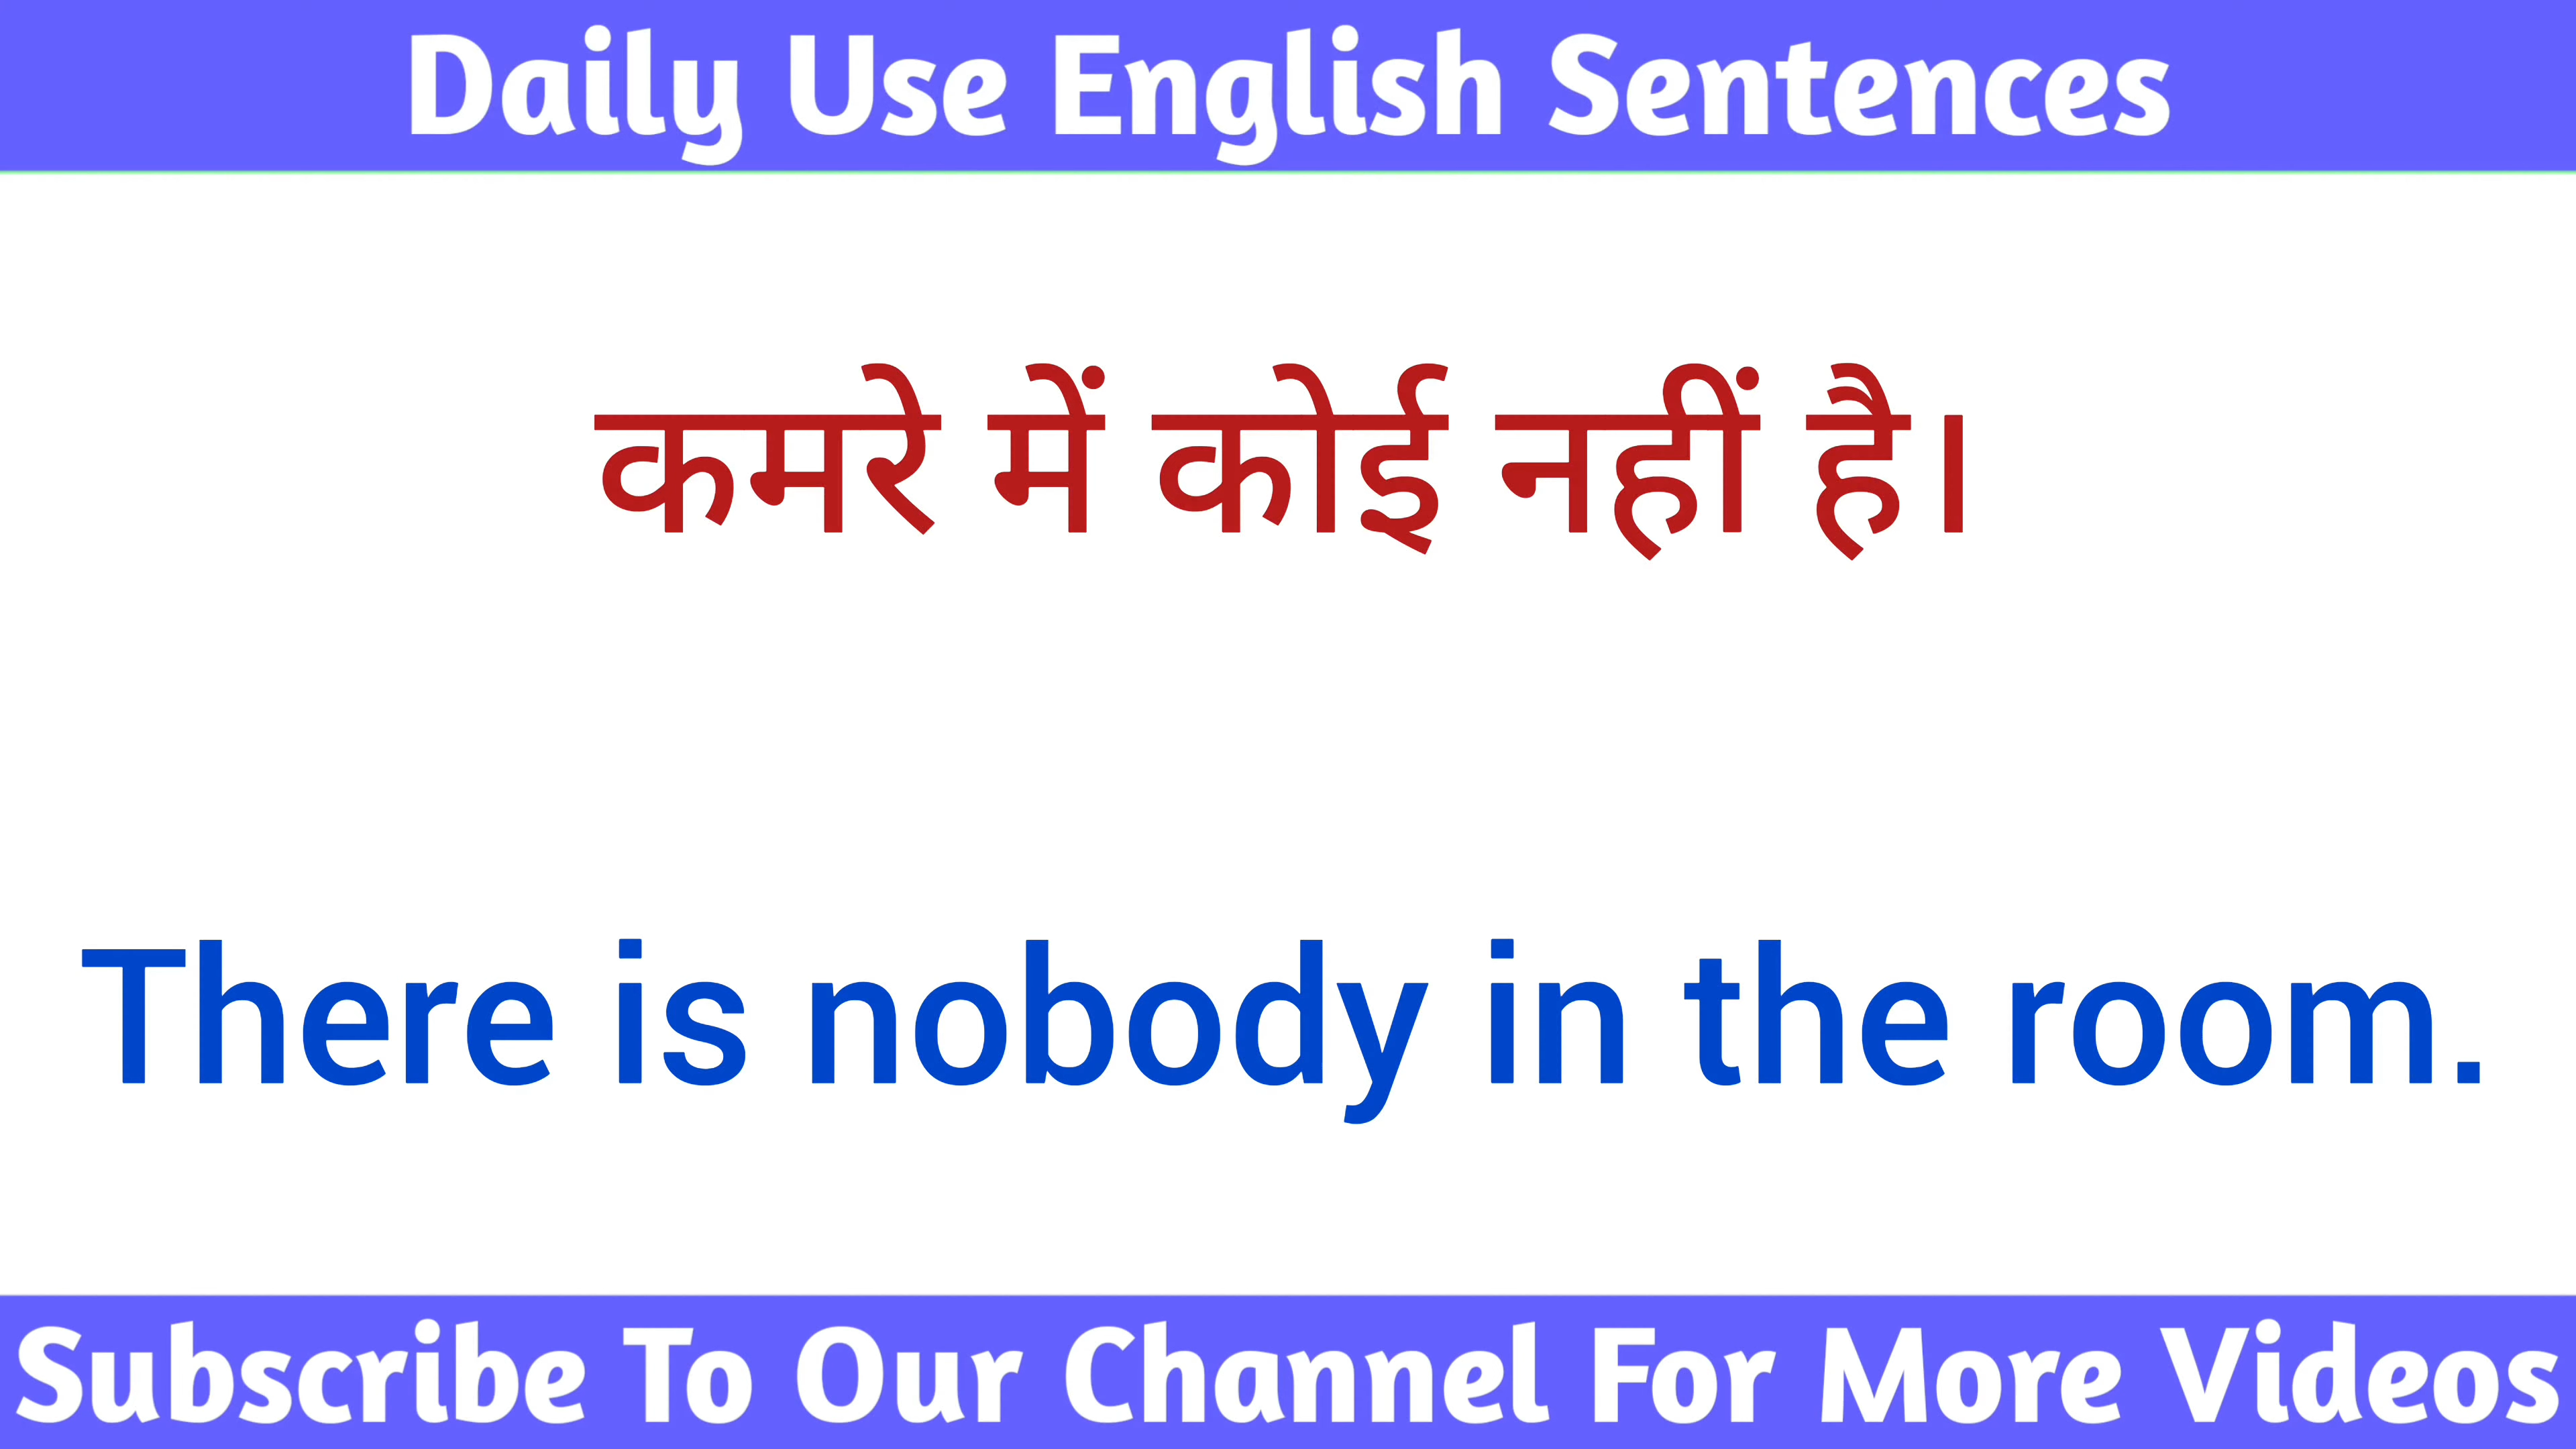 Daily Use English Sentences
कमरे में कोई नहीं है।
There is nobody in the room.
Subscribe To Our Channel For More Videos